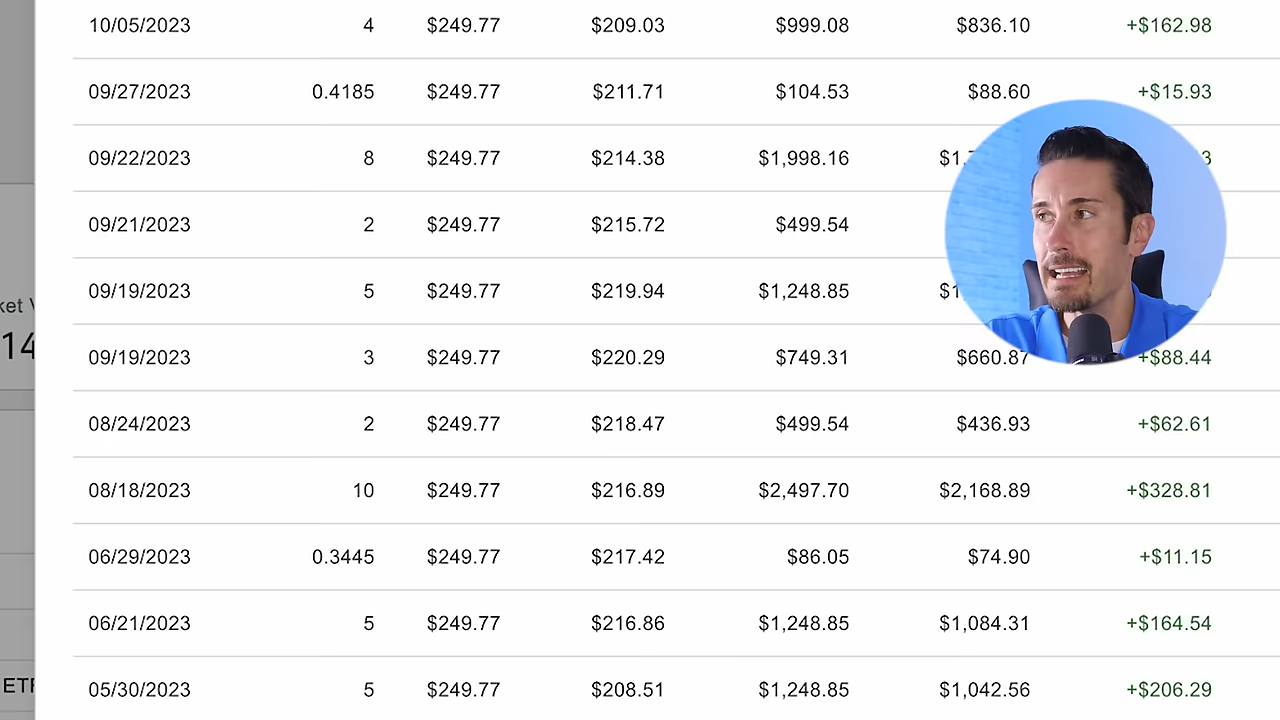 10/05/2023 4 $249.77 $209.03 $999.08 $836.10 +$162.98
09/27/2023 0.4185 $249.77 $211.71 $104.53 $88.60 +$15.93
09/22/2023 8 $249.77 $214.38 $1,998.16
09/21/2023 2 $249.77 $215.72 $499.54
09/19/2023 5 $249.77 $219.94 $1,248.85
09/19/2023 3 $249.77 $220.29 $749.31 $660.87 +$88.44
08/24/2023 2 $249.77 $218.47 $499.54 $436.93 +$62.61
08/18/2023 10 $249.77 $216.89 $2,497.70 $2,168.89 +$328.81
06/29/2023 0.3445 $249.77 $217.42 $86.05 $74.90 +$11.15
06/21/2023 5 $249.77 $216.86 $1,248.85 $1,084.31 +$164.54
05/30/2023 5 $249.77 $208.51 $1,248.85 $1,042.56 +$206.29